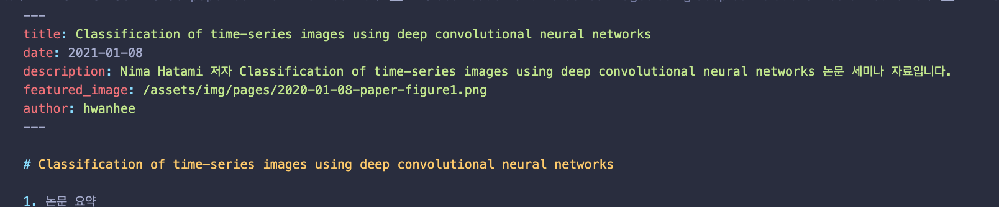 ---
title: Classification of time-series images using deep convolutional neural networks
date: 2021-01-08
description: Nima Hatami 저자 Classification of time-series images using deep convolutional neural networks 논문 세미나 자료입니다.
featured_image: /assets/img/pages/2020-01-08-paper-figure1.png
author: hwanhee
---
# Classification of time-series images using deep convolutional neural networks
1. 논문 요약